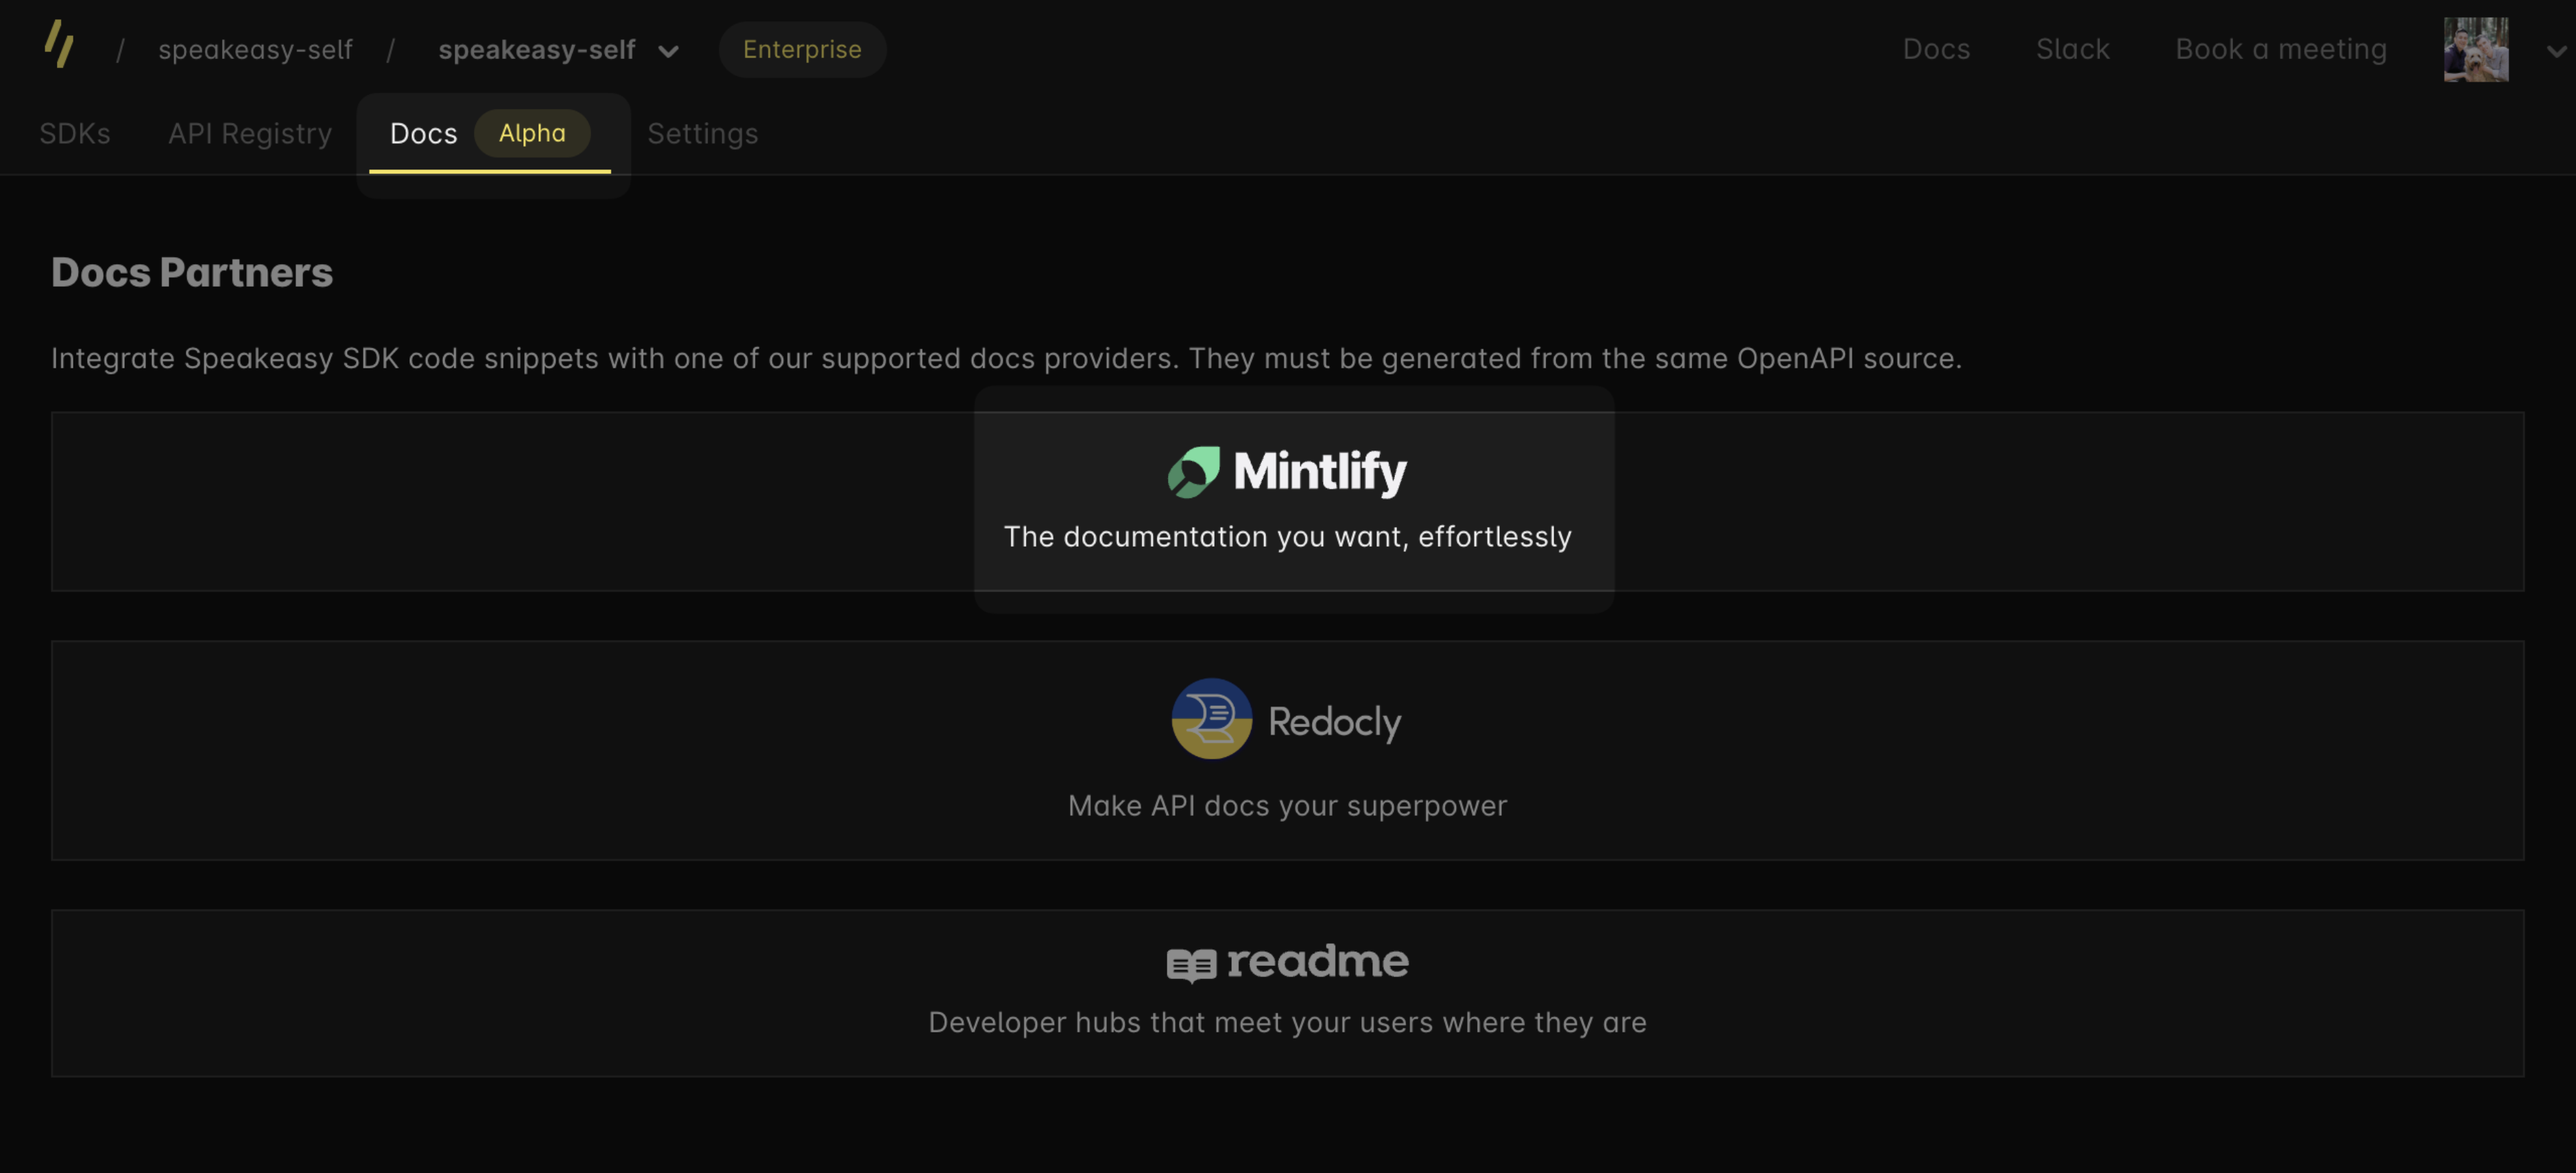 / speakeasy-self / speakeasy-self Enterprise Docs Slack Book a meeting
SDKs API Registry Docs Alpha Settings
Docs Partners
Integrate Speakeasy SDK code snippets with one of our supported docs providers. They must be generated from the same OpenAPI source.
Mintlify
The documentation you want, effortlessly
Redocly
Make API docs your superpower
readme
Developer hubs that meet your users where they are